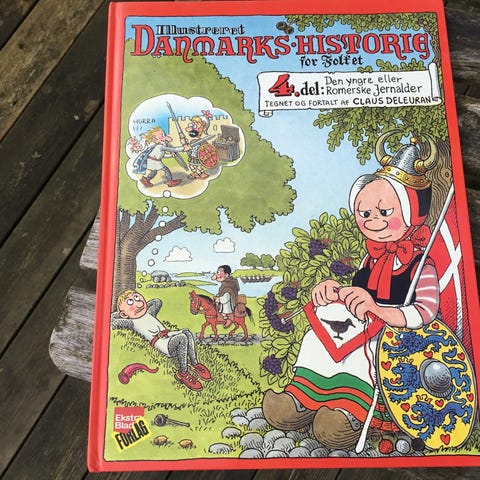 Illustreret
DANMARKS-HISTORIE
for Folket
4. del: Den yngre eller
Romerske Jernalder
TEGNET OG FORTALT AF CLAUS DELEURAN
HURRA
!!!
Ekstra
Bladets
FORLAG